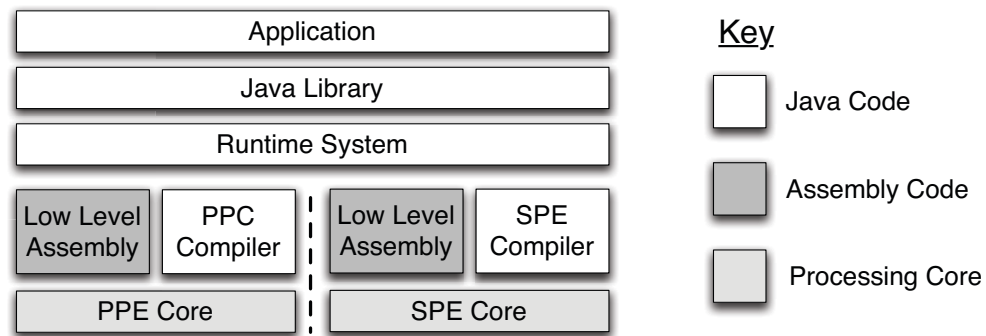 Application
Java Library
Runtime System
Low Level
Assembly
PPC
Compiler
Low Level
Assembly
SPE
Compiler
PPE Core
SPE Core
Key
Java Code
Assembly Code
Processing Core